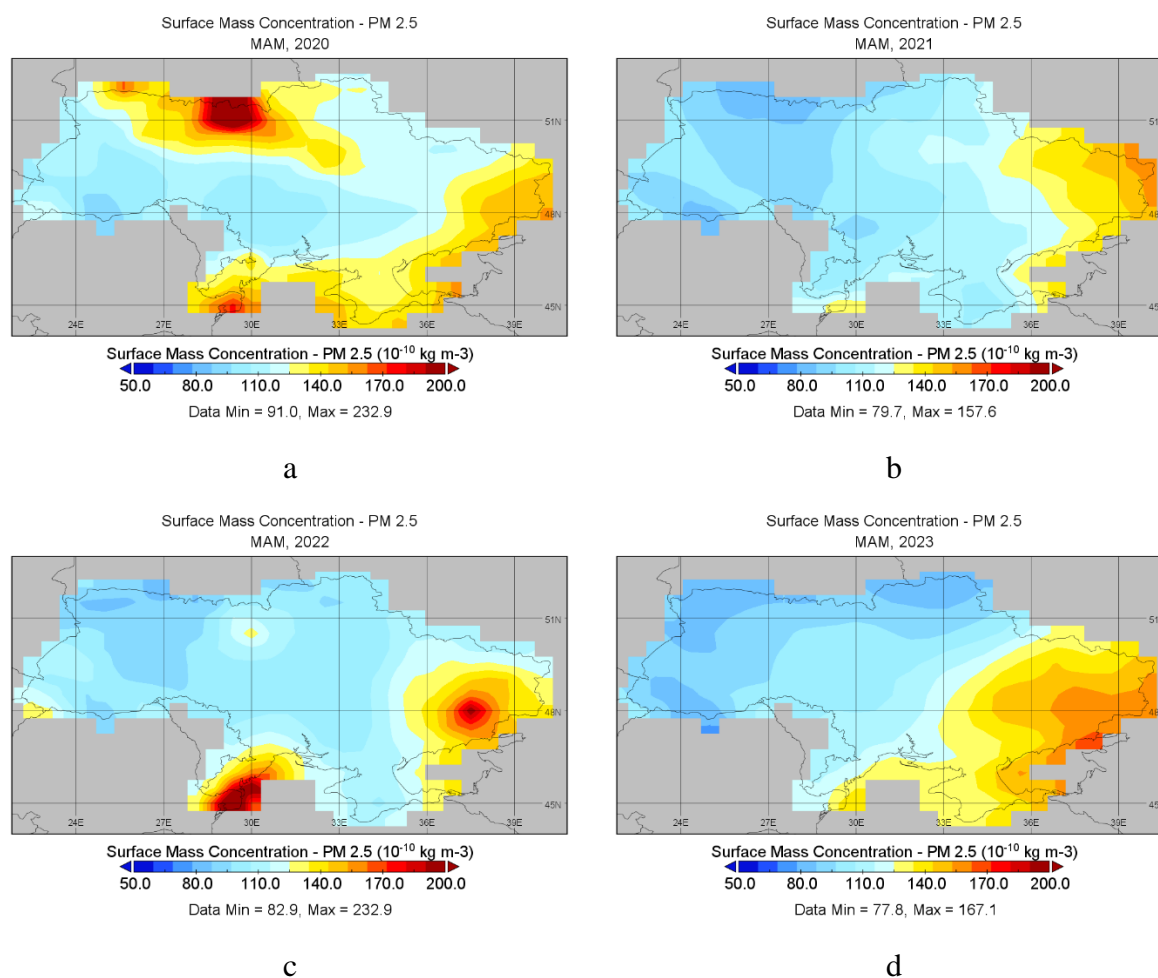 Surface Mass Concentration - PM 2.5
MAM, 2020
51N
48N
45N
24E 27E 30E 33E 36E 39E
Surface Mass Concentration - PM 2.5 (10⁻¹⁰ kg m-3)
50.0 80.0 110.0 140.0 170.0 200.0
Data Min = 91.0, Max = 232.9
a
Surface Mass Concentration - PM 2.5
MAM, 2021
51N
48N
45N
24E 27E 30E 33E 36E 39E
Surface Mass Concentration - PM 2.5 (10⁻¹⁰ kg m-3)
50.0 80.0 110.0 140.0 170.0 200.0
Data Min = 79.7, Max = 157.6
b
Surface Mass Concentration - PM 2.5
MAM, 2022
51N
48N
45N
24E 27E 30E 33E 36E 39E
Surface Mass Concentration - PM 2.5 (10⁻¹⁰ kg m-3)
50.0 80.0 110.0 140.0 170.0 200.0
Data Min = 82.9, Max = 232.9
c
Surface Mass Concentration - PM 2.5
MAM, 2023
51N
48N
45N
24E 27E 30E 33E 36E 39E
Surface Mass Concentration - PM 2.5 (10⁻¹⁰ kg m-3)
50.0 80.0 110.0 140.0 170.0 200.0
Data Min = 77.8, Max = 167.1
d